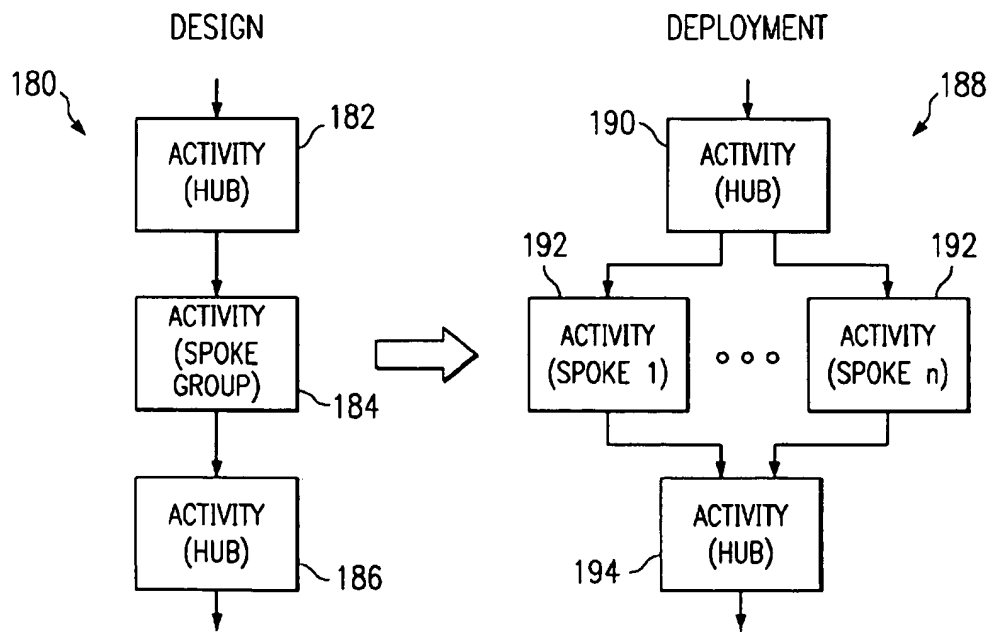 DESIGN
180
182
ACTIVITY
(HUB)
ACTIVITY
(SPOKE
GROUP)
184
ACTIVITY
(HUB)
186
DEPLOYMENT
188
190
ACTIVITY
(HUB)
192
192
ACTIVITY
(SPOKE 1)
ACTIVITY
(SPOKE n)
ACTIVITY
(HUB)
194